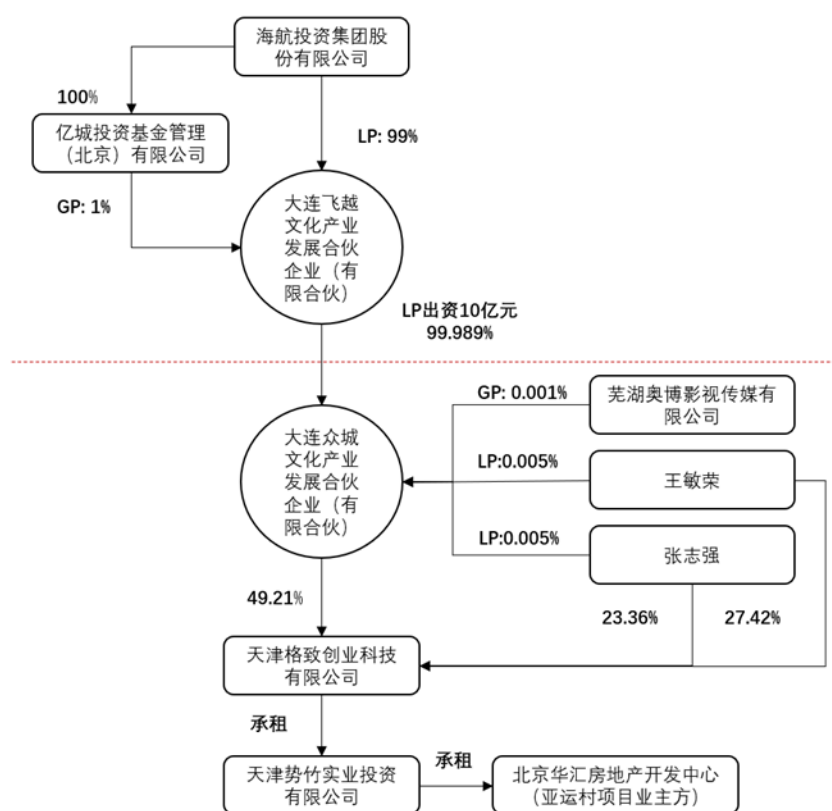 海航投资集团股
份有限公司
100%
亿城投资基金管理
（北京）有限公司
LP: 99%
GP: 1%
大连飞越
文化产业
发展合伙
企业（有
限合伙）
LP出资10亿元
99.989%
GP: 0.001%
芜湖奥博影视传媒有
限公司
大连众城
文化产业
发展合伙
企业（有
限合伙）
LP:0.005%
王敏荣
LP:0.005%
张志强
49.21%
23.36%
27.42%
天津格致创业科技
有限公司
承租
天津势竹实业投资
有限公司
承租
北京华汇房地产开发中心
（亚运村项目业主方）